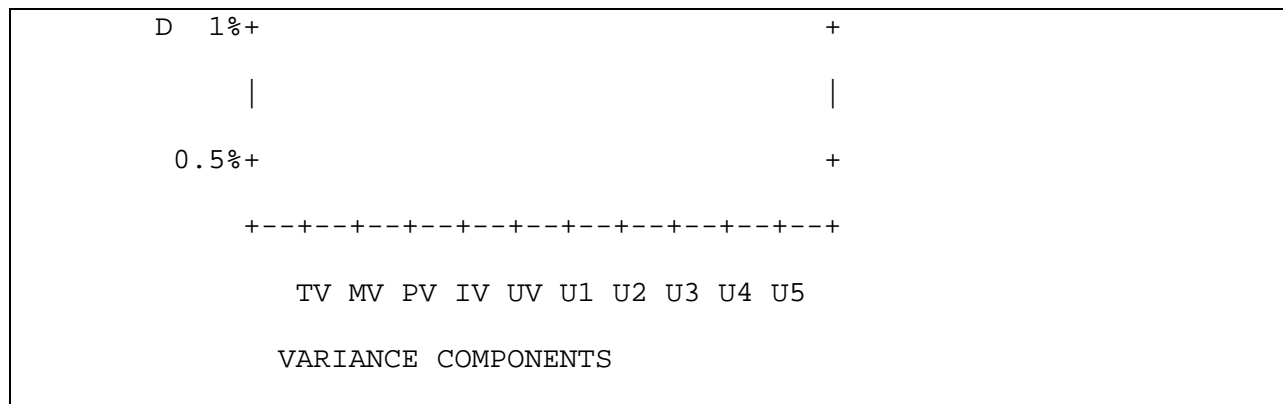 D 1%+ +
| |
0.5%+ +
+--+--+--+--+--+--+--+--+--+--+--+
TV MV PV IV UV U1 U2 U3 U4 U5
VARIANCE COMPONENTS